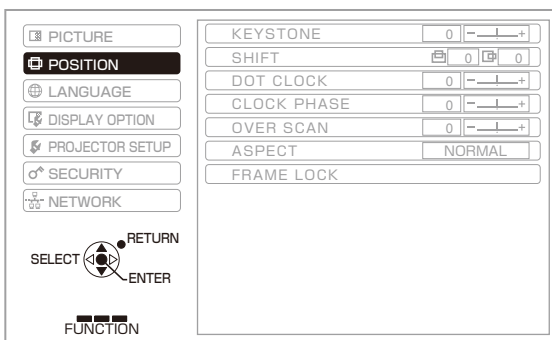 PICTURE
POSITION
LANGUAGE
DISPLAY OPTION
PROJECTOR SETUP
SECURITY
NETWORK
SELECT
RETURN
ENTER
FUNCTION
KEYSTONE 0 - +
SHIFT 0 0
DOT CLOCK 0 - +
CLOCK PHASE 0 - +
OVER SCAN 0 - +
ASPECT NORMAL
FRAME LOCK